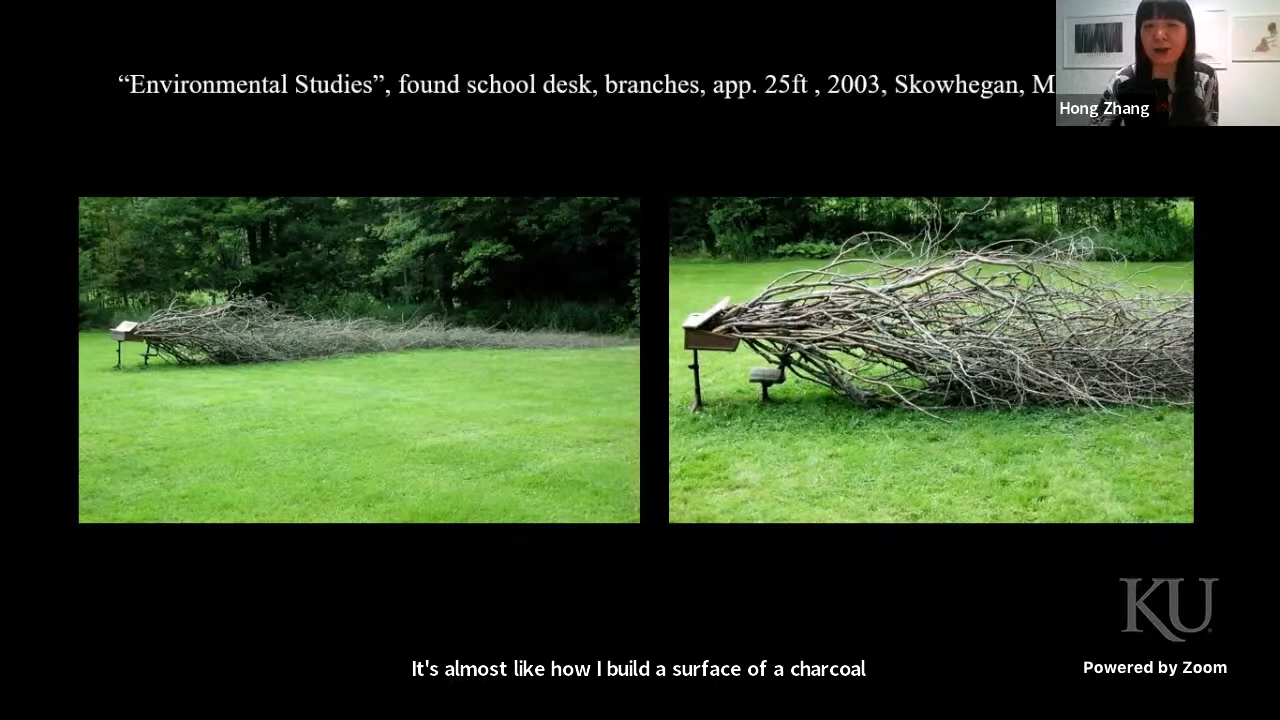 “Environmental Studies”, found school desk, branches, app. 25ft , 2003, Skowhegan, M
Hong Zhang
KU
It's almost like how I build a surface of a charcoal
Powered by Zoom